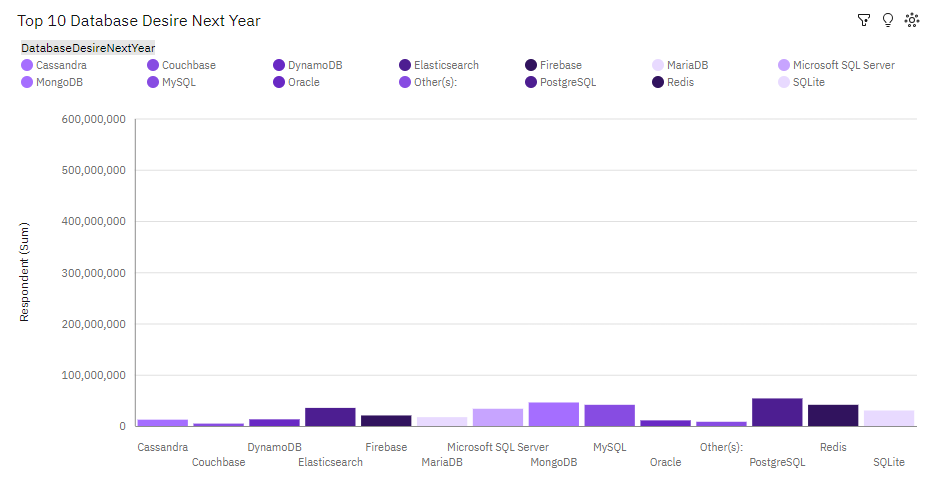 Top 10 Database Desire Next Year
DatabaseDesireNextYear
Cassandra Couchbase DynamoDB Elasticsearch Firebase MariaDB Microsoft SQL Server
MongoDB MySQL Oracle Other(s): PostgreSQL Redis SQLite
600,000,000
500,000,000
400,000,000
300,000,000
200,000,000
100,000,000
0
Respondent (Sum)
Cassandra DynamoDB Firebase Microsoft SQL Server MySQL Other(s): Redis
Couchbase Elasticsearch MariaDB MongoDB Oracle PostgreSQL SQLite